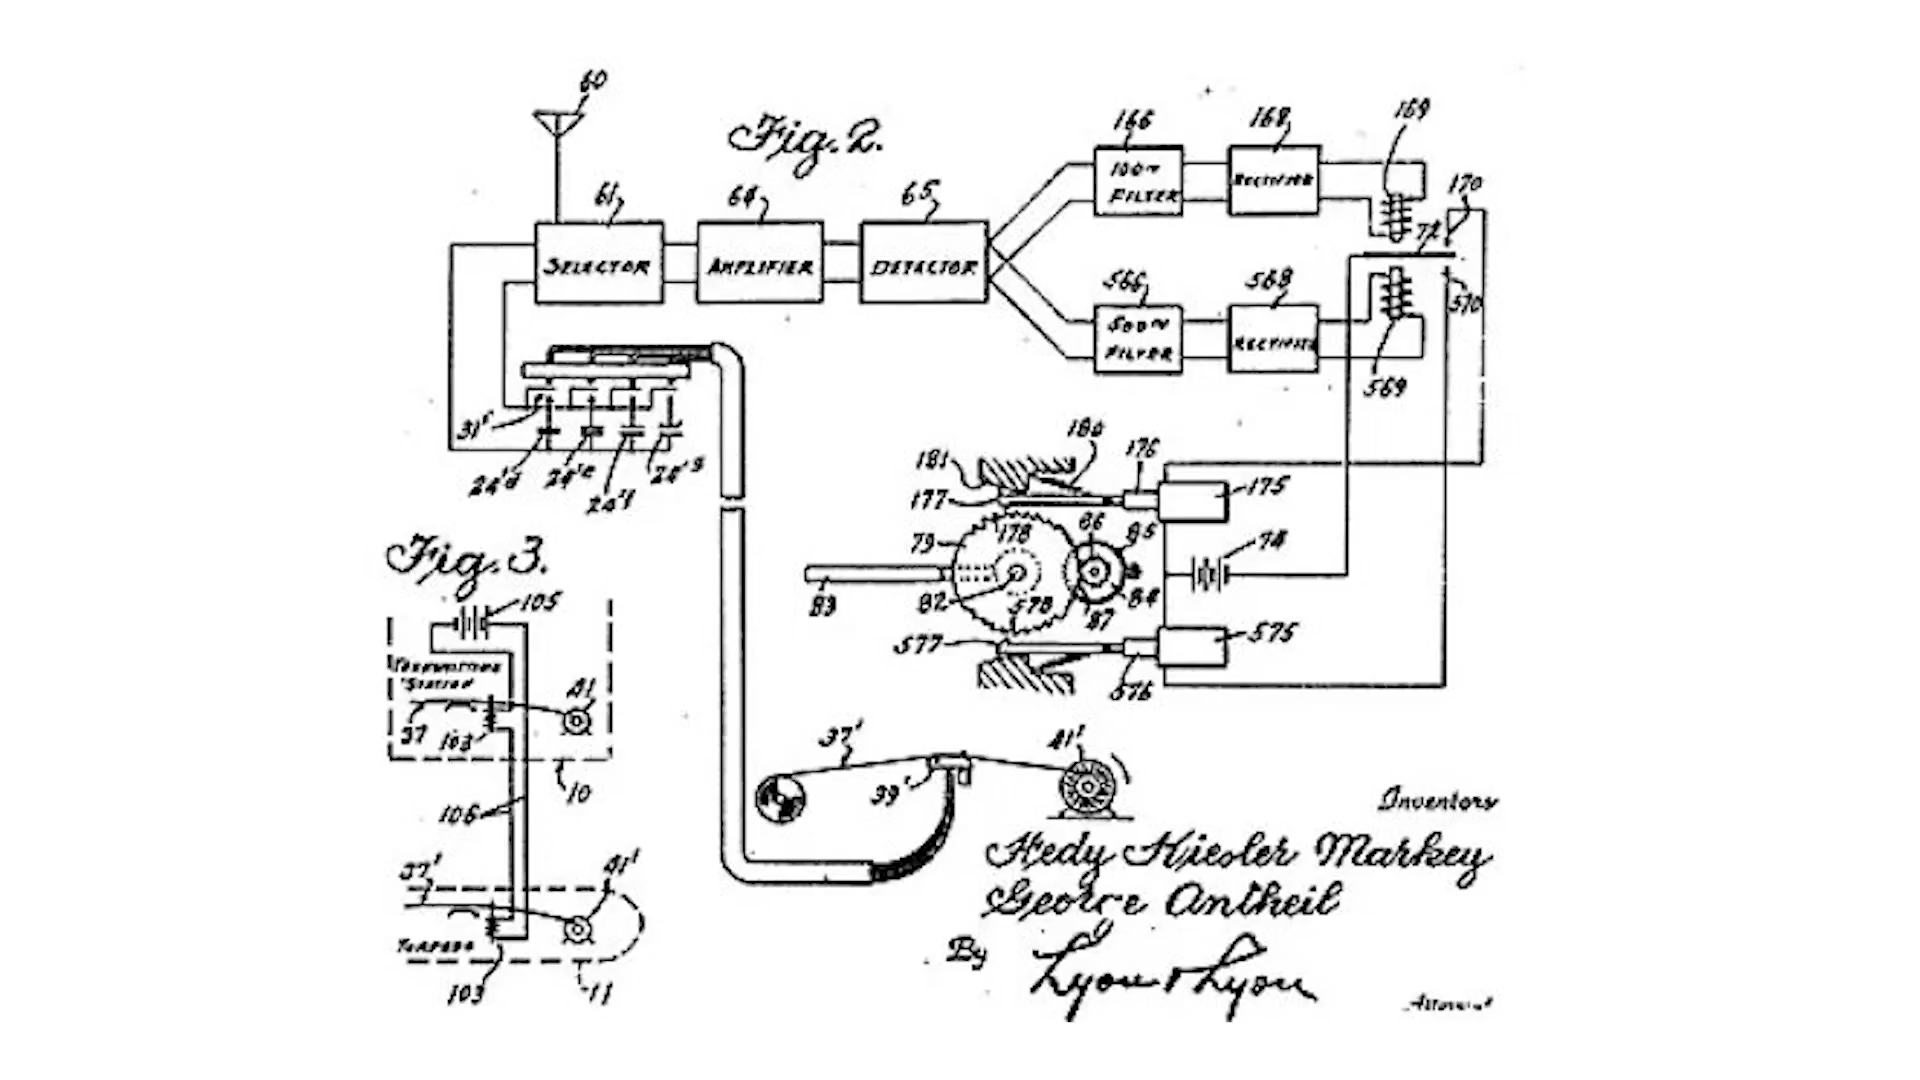 60
Fig. 2.
61
64
65
166
168
169
170
SELECTOR
AMPLIFIER
DETECTOR
100~
FILTER
RECTIFIER
72
566
568
500~
FILTER
RECTIFIER
570
569
31'
24'd
24'e
24'f
24'g
181
180
176
177
175
79
178
86
85
74
83
82
578
87
84
577
576
575
Fig. 3.
105
STATION
41
37
103
10
106
37'
41'
TORPEDO
103
11
37'
39'
41'
Inventors
Hedy Kiesler Markey
George Antheil
By
Lyon & Lyon